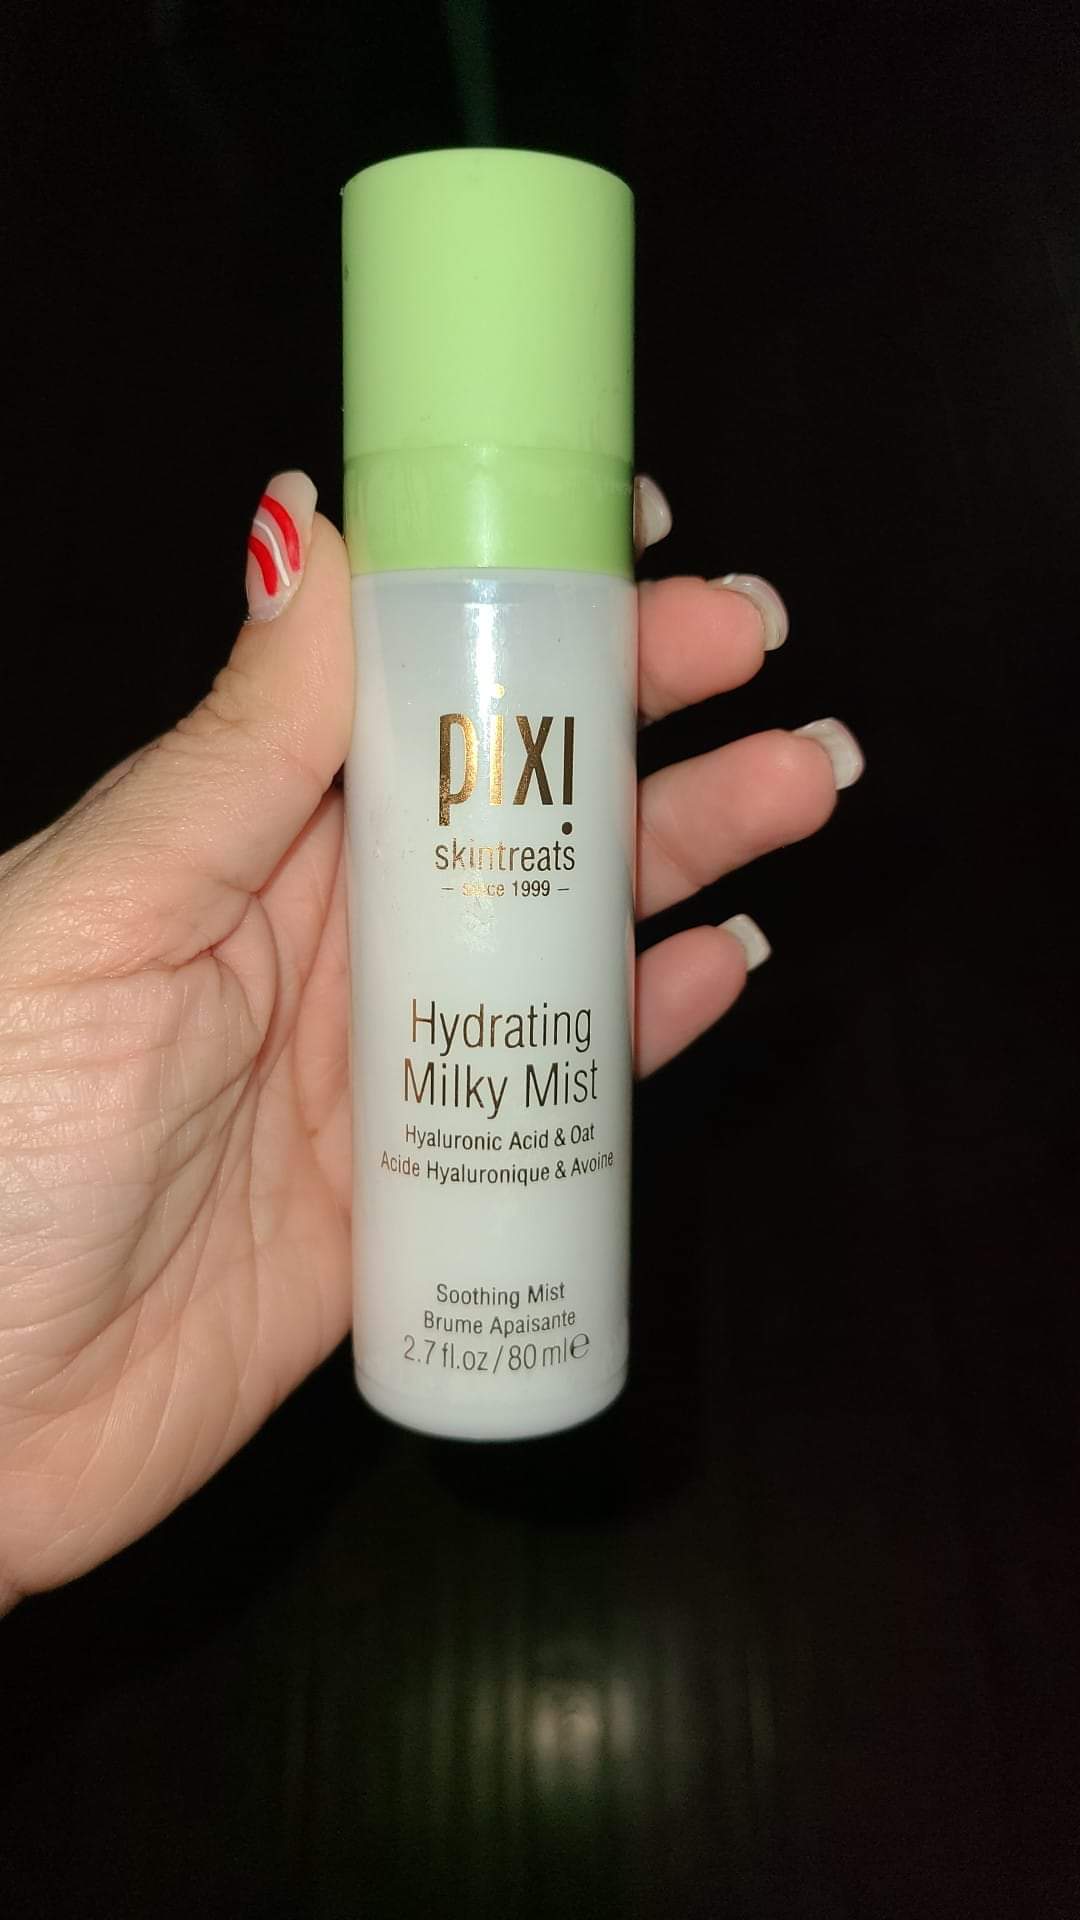 pixi
skintreats
– since 1999 –
Hydrating
Milky Mist
Hyaluronic Acid & Oat
Acide Hyaluronique & Avoine
Soothing Mist
Brume Apaisante
2.7 fl.oz / 80 ml℮